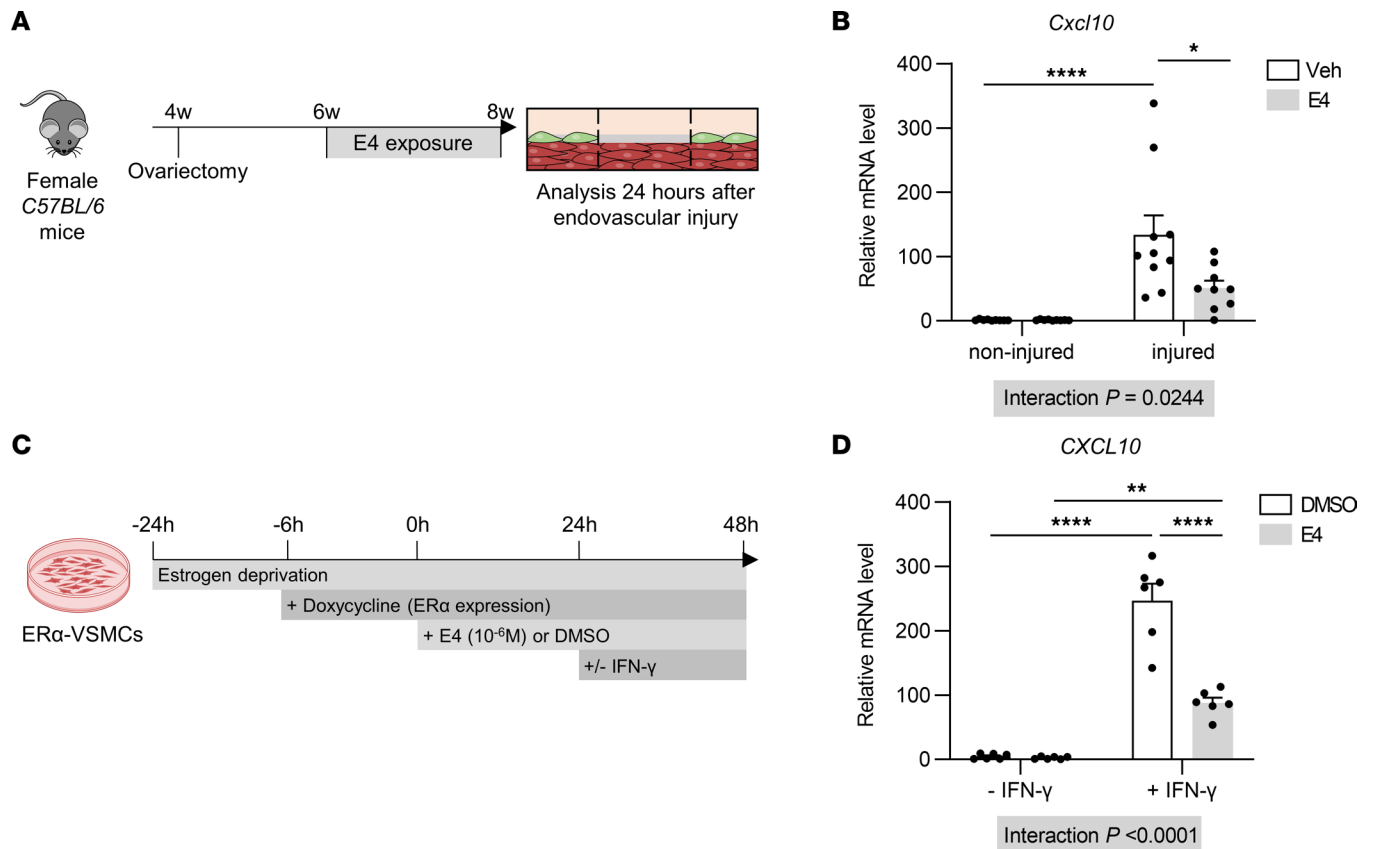 A
4w
6w
8w
E4 exposure
Ovariectomy
Female
C57BL/6
mice
Analysis 24 hours after
endovascular injury
B
Cxcl10
*
****
Veh
E4
400
300
200
100
0
Relative mRNA level
non-injured
injured
Interaction P = 0.0244
C
-24h
-6h
0h
24h
48h
Estrogen deprivation
+ Doxycycline (ERα expression)
+ E4 (10⁻⁶M) or DMSO
+/- IFN-γ
ERα-VSMCs
D
CXCL10
**
****
****
DMSO
E4
400
300
200
100
0
Relative mRNA level
- IFN-γ
+ IFN-γ
Interaction P <0.0001